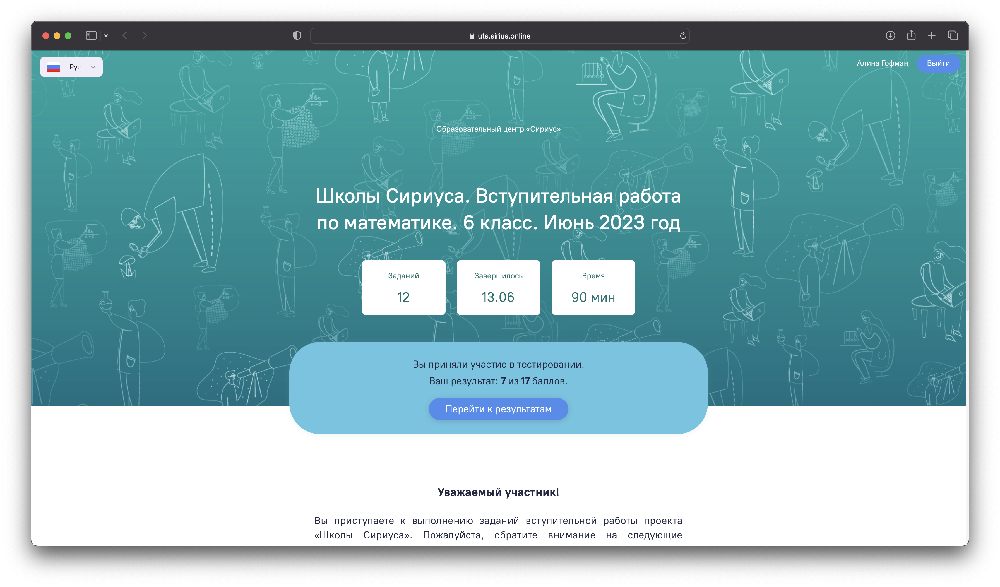 uts.sirius.online
Рус
Алина Гофман
Выйти
Образовательный центр «Сириус»
Школы Сириуса. Вступительная работа
по математике. 6 класс. Июнь 2023 год
Заданий
12
Завершилось
13.06
Время
90 мин
Вы приняли участие в тестировании.
Ваш результат: 7 из 17 баллов.
Перейти к результатам
Уважаемый участник!
Вы приступаете к выполнению заданий вступительной работы проекта
«Школы Сириуса». Пожалуйста, обратите внимание на следующие